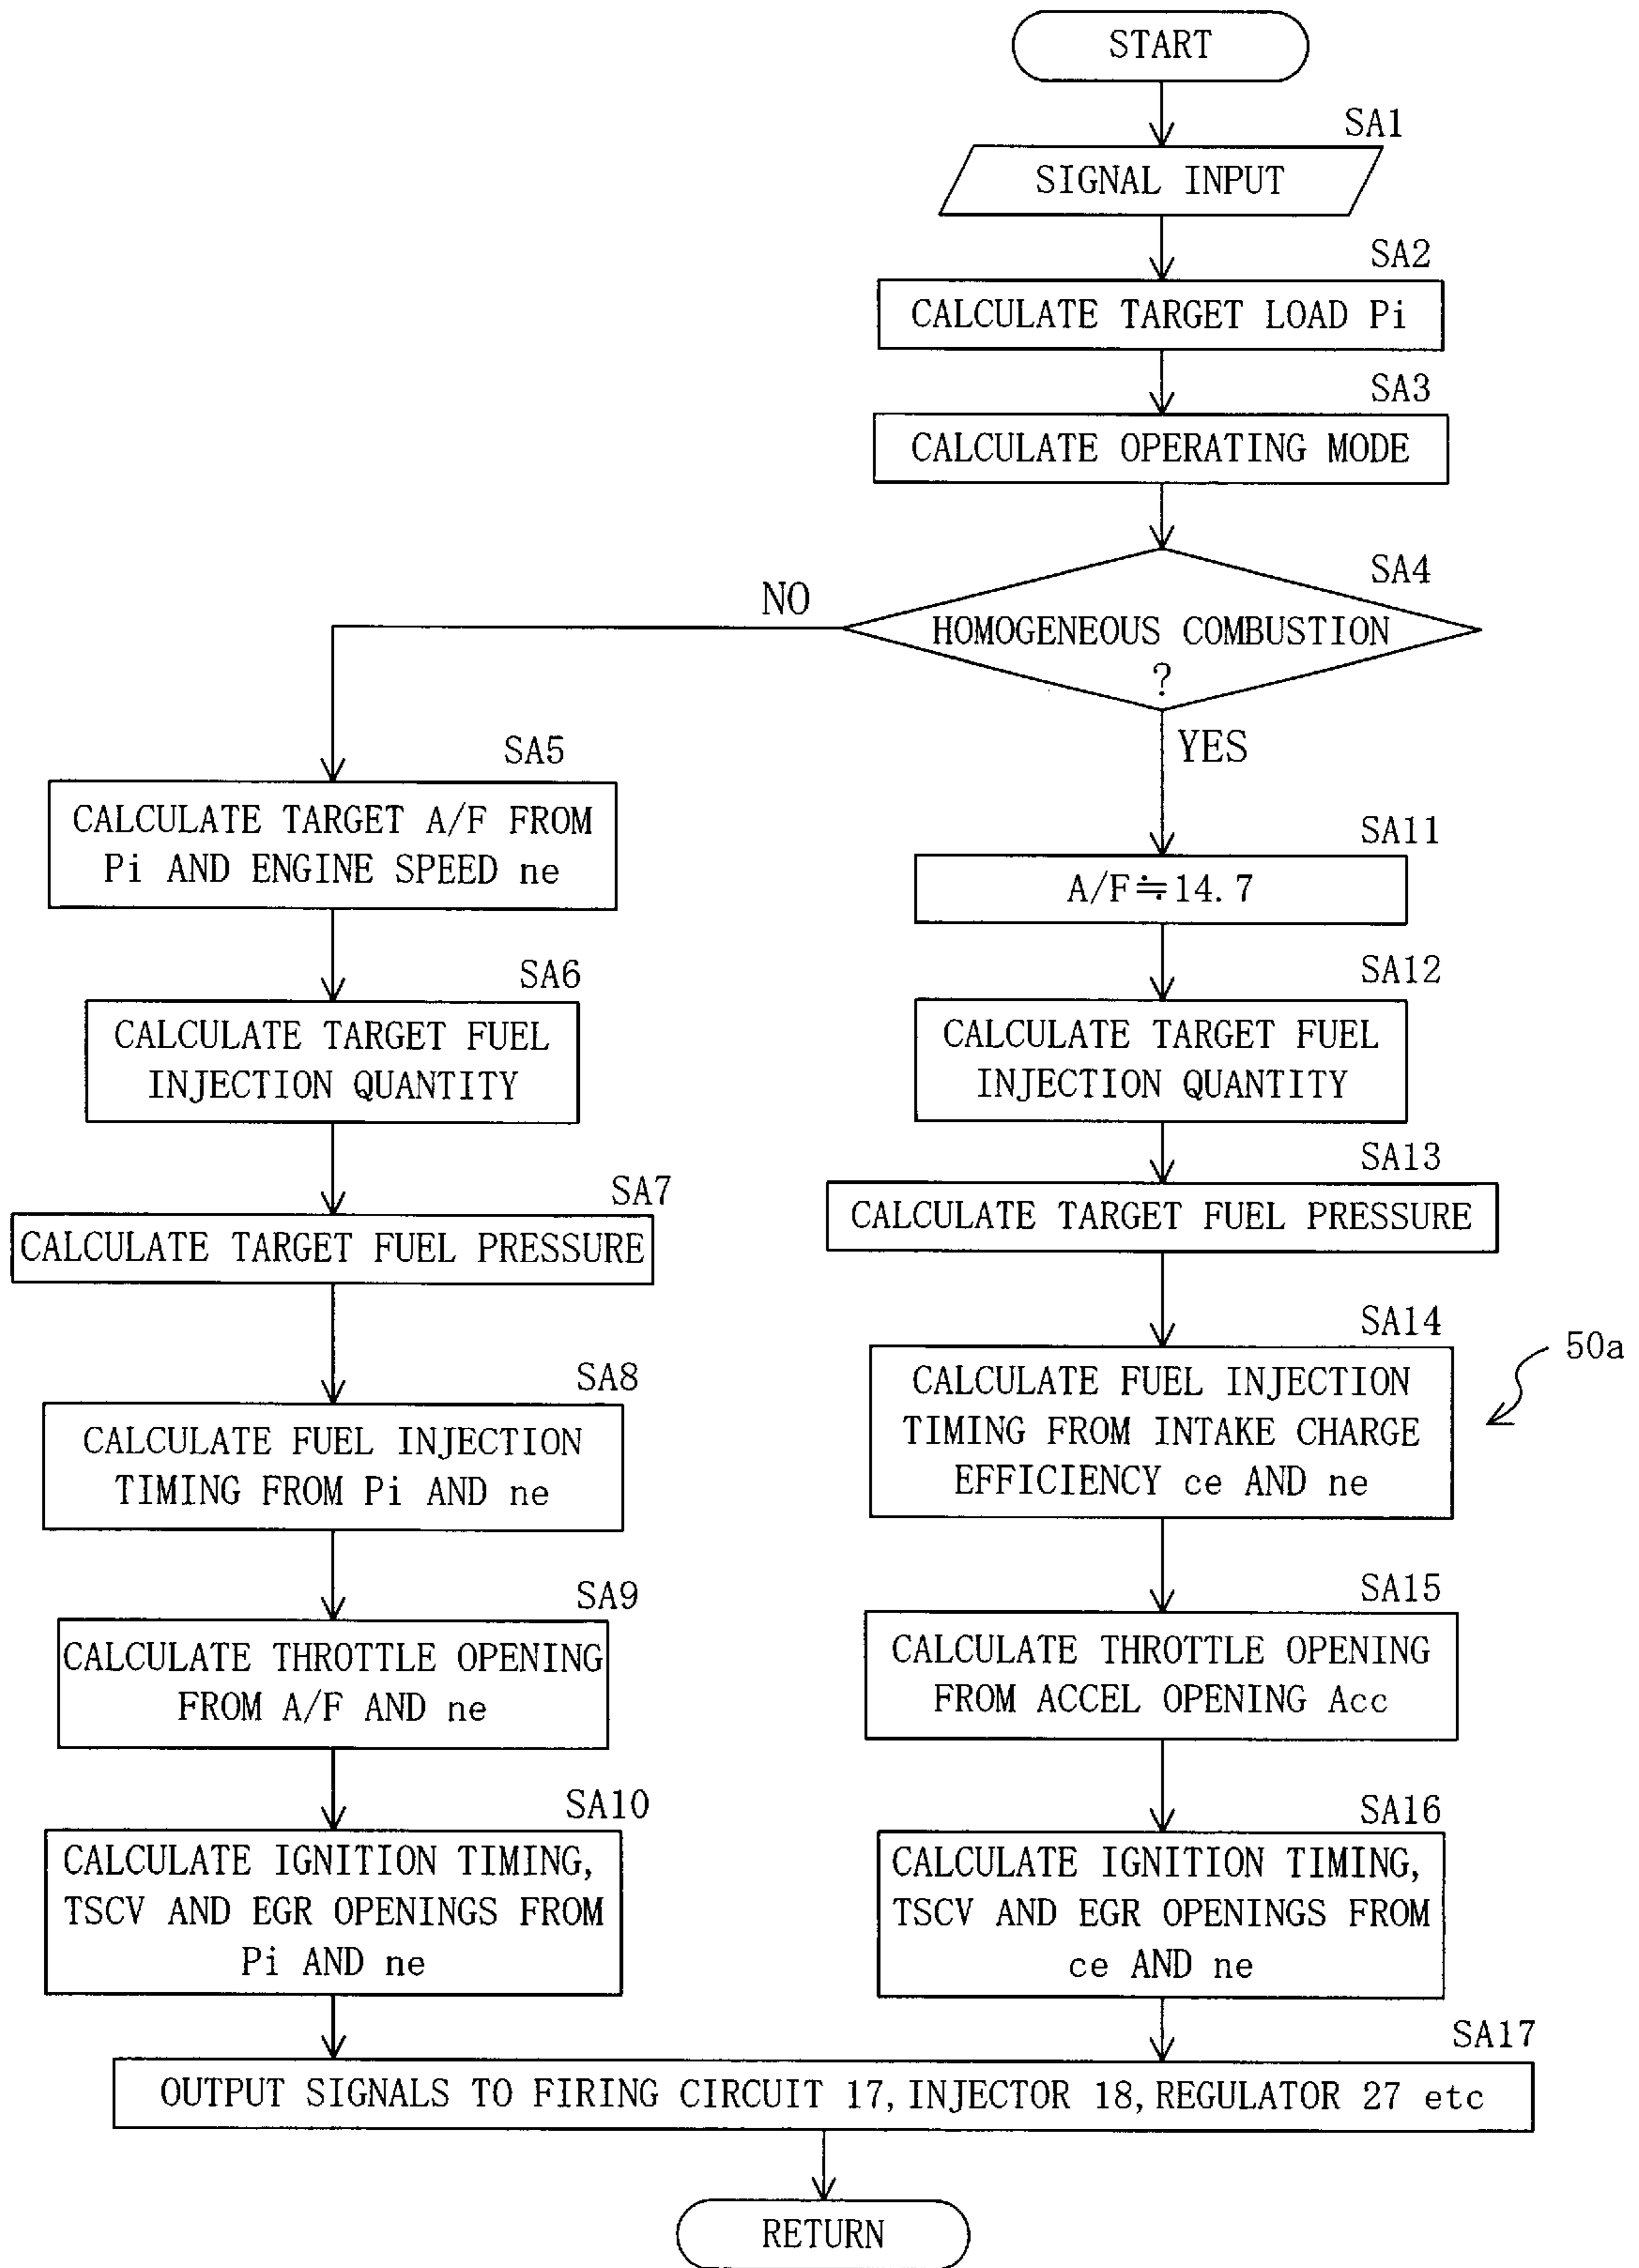 START
SA1
SIGNAL INPUT
SA2
CALCULATE TARGET LOAD Pi
SA3
CALCULATE OPERATING MODE
SA4
HOMOGENEOUS COMBUSTION
?
NO
YES
SA5
CALCULATE TARGET A/F FROM
Pi AND ENGINE SPEED ne
SA6
CALCULATE TARGET FUEL
INJECTION QUANTITY
SA7
CALCULATE TARGET FUEL PRESSURE
SA8
CALCULATE FUEL INJECTION
TIMING FROM Pi AND ne
SA9
CALCULATE THROTTLE OPENING
FROM A/F AND ne
SA10
CALCULATE IGNITION TIMING,
TSCV AND EGR OPENINGS FROM
Pi AND ne
SA11
A/F≒14.7
SA12
CALCULATE TARGET FUEL
INJECTION QUANTITY
SA13
CALCULATE TARGET FUEL PRESSURE
SA14
CALCULATE FUEL INJECTION
TIMING FROM INTAKE CHARGE
EFFICIENCY ce AND ne
50a
SA15
CALCULATE THROTTLE OPENING
FROM ACCEL OPENING Acc
SA16
CALCULATE IGNITION TIMING,
TSCV AND EGR OPENINGS FROM
ce AND ne
SA17
OUTPUT SIGNALS TO FIRING CIRCUIT 17, INJECTOR 18, REGULATOR 27 etc
RETURN